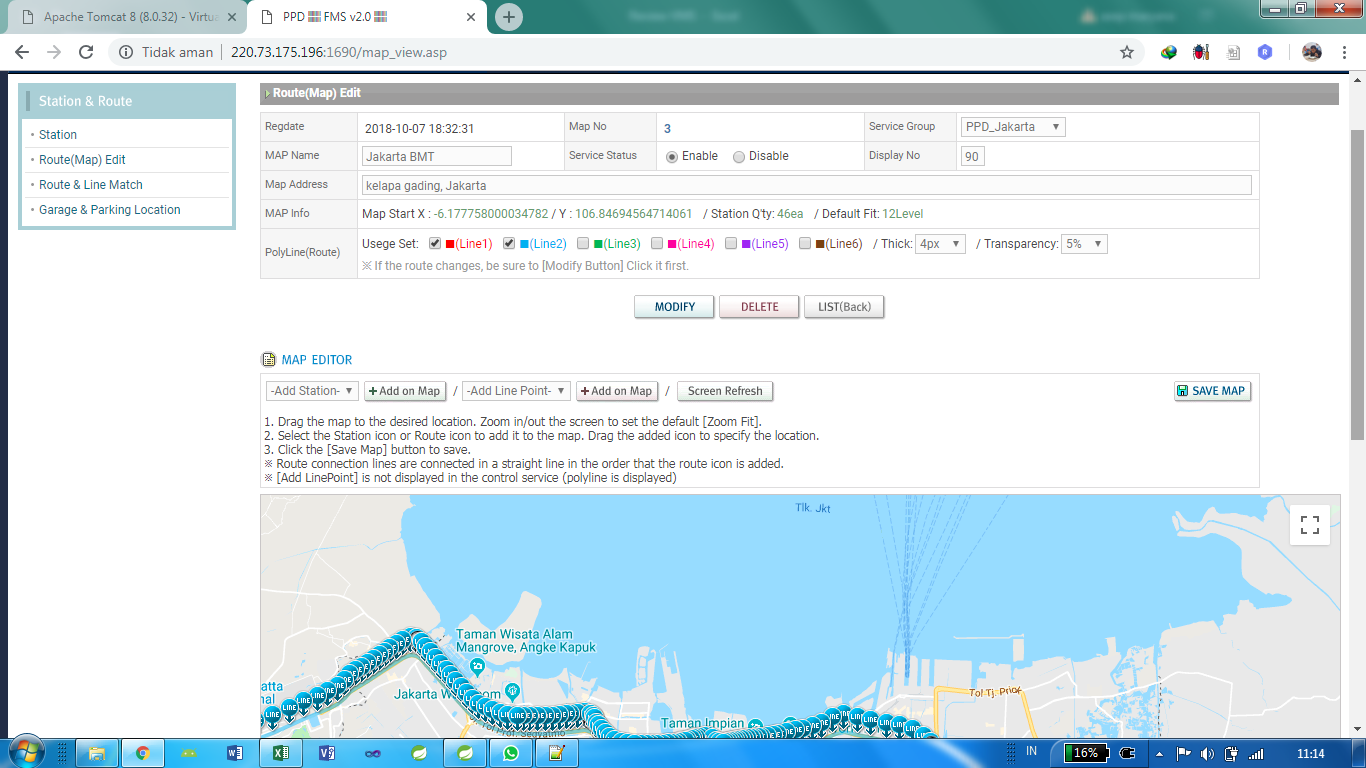 Apache Tomcat 8 (8.0.32) - Virtu
PPD FMS v2.0
Tidak aman 220.73.175.196:1690/map_view.asp
Station & Route
Station
Route(Map) Edit
Route & Line Match
Garage & Parking Location
Route(Map) Edit
Regdate 2018-10-07 18:32:31 Map No 3 Service Group PPD_Jakarta
MAP Name Jakarta BMT Service Status Enable Disable Display No 90
Map Address kelapa gading, Jakarta
MAP Info Map Start X : -6.177758000034782 / Y : 106.84694564714061 / Station Q'ty: 46ea / Default Fit: 12Level
PolyLine(Route) Usege Set: (Line1) (Line2) (Line3) (Line4) (Line5) (Line6) / Thick: 4px / Transparency: 5%
※ If the route changes, be sure to [Modify Button] Click it first.
MODIFY DELETE LIST(Back)
MAP EDITOR
-Add Station- +Add on Map / -Add Line Point- +Add on Map / Screen Refresh SAVE MAP
1. Drag the map to the desired location. Zoom in/out the screen to set the default [Zoom Fit].
2. Select the Station icon or Route icon to add it to the map. Drag the added icon to specify the location.
3. Click the [Save Map] button to save.
※ Route connection lines are connected in a straight line in the order that the route icon is added.
※ [Add LinePoint] is not displayed in the control service (polyline is displayed)
Tlk. Jkt
Taman Wisata Alam
Mangrove, Angke Kapuk
Jakarta W
Tol Tj. Priok
Taman Impian
IN 16% 11:14